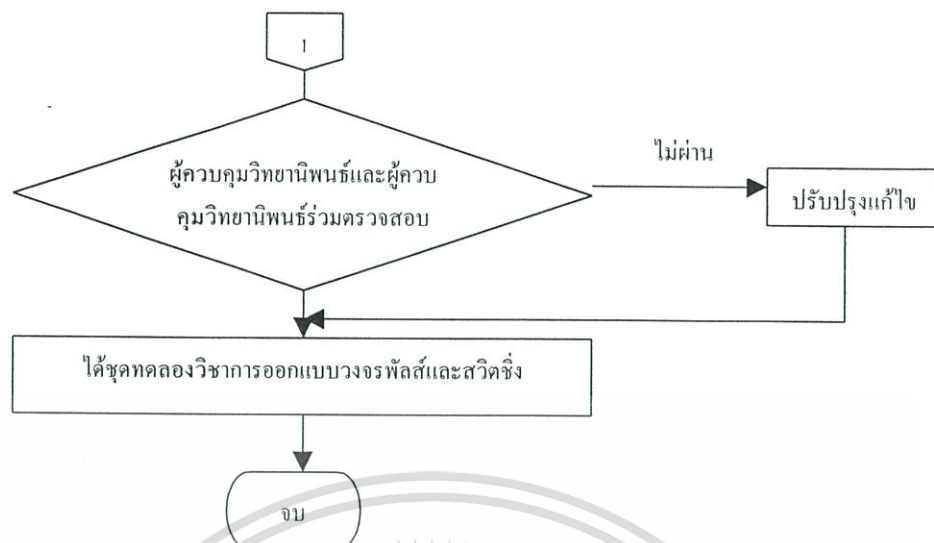 1
ผู้ควบคุมวิทยานิพนธ์และผู้ควบ
คุมวิทยานิพนธ์ร่วมตรวจสอบ
ไม่ผ่าน
ปรับปรุงแก้ไข
ได้ชุดทดลองวิชาการออกแบบวงจรพัลส์และสวิตชิ่ง
จบ